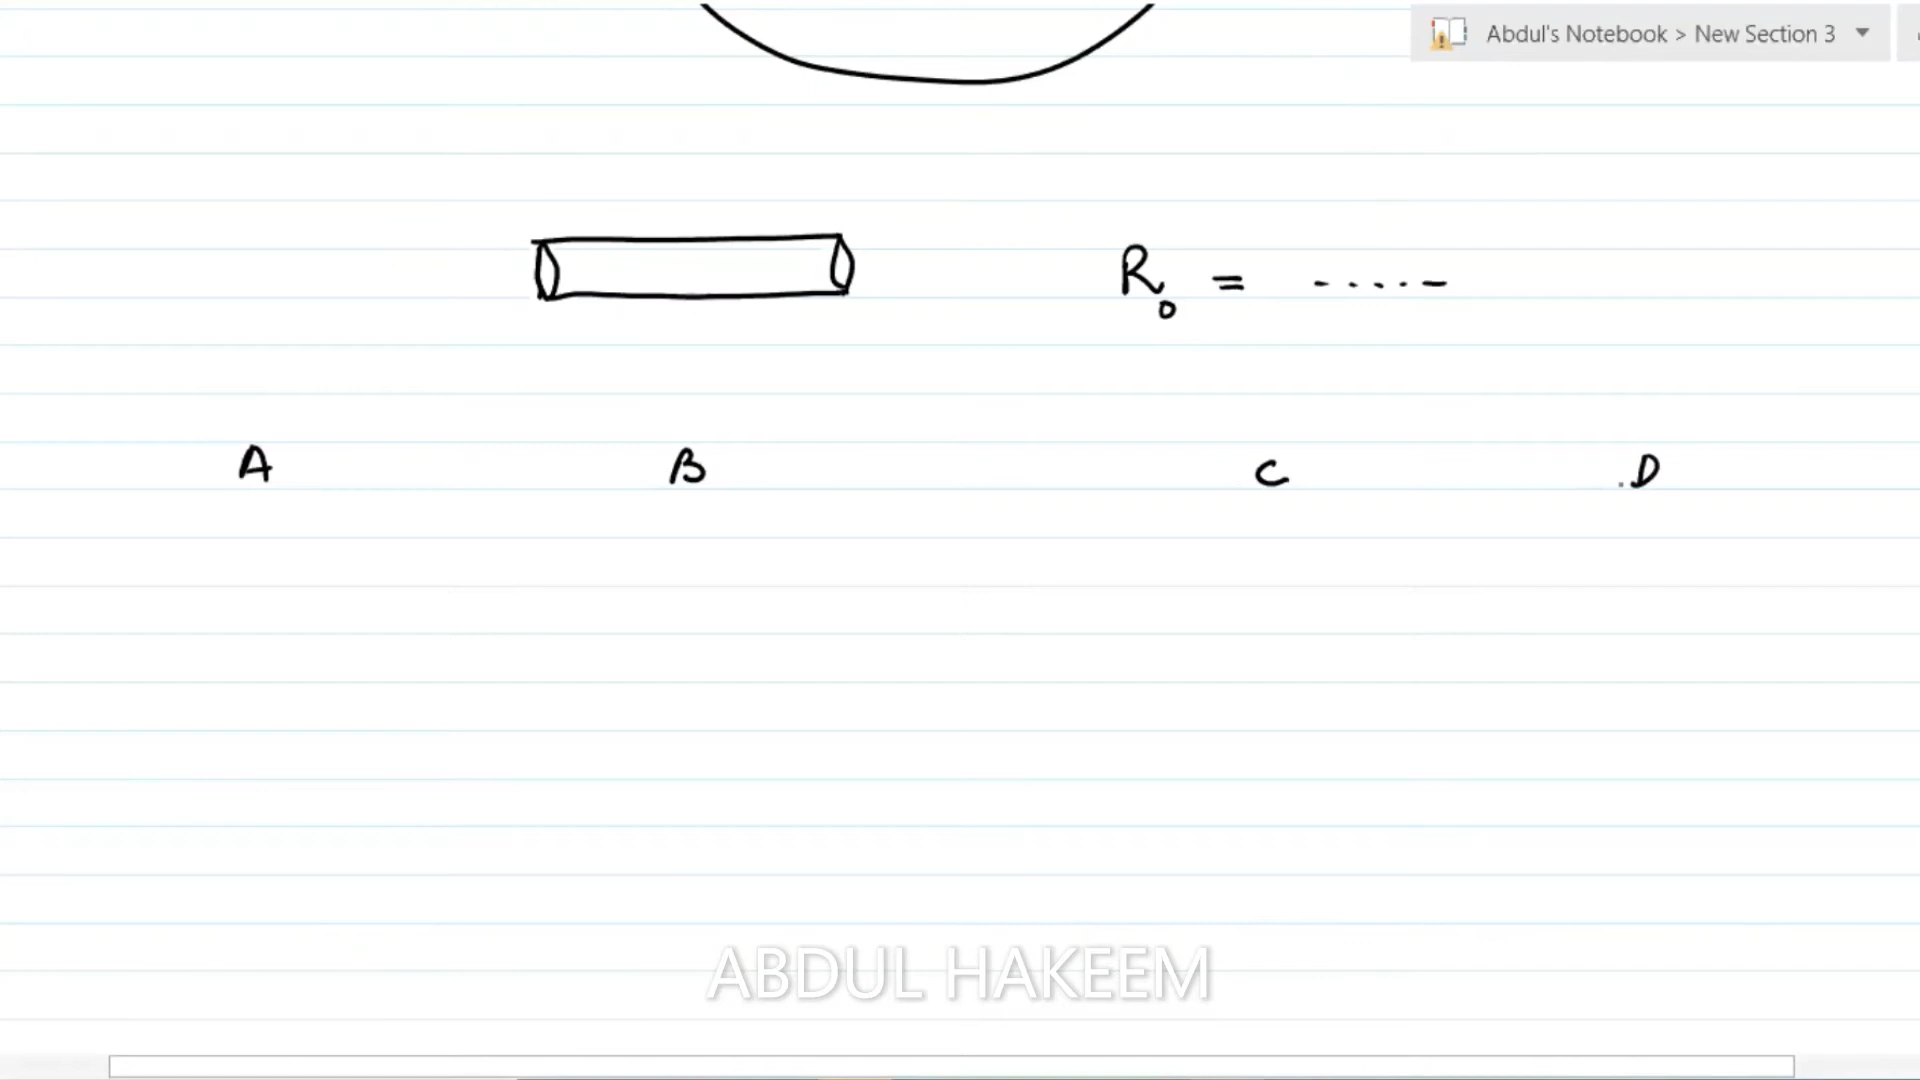 Abdul's Notebook > New Section 3
R₀ = .....
A B C .D
ABDUL HAKEEM